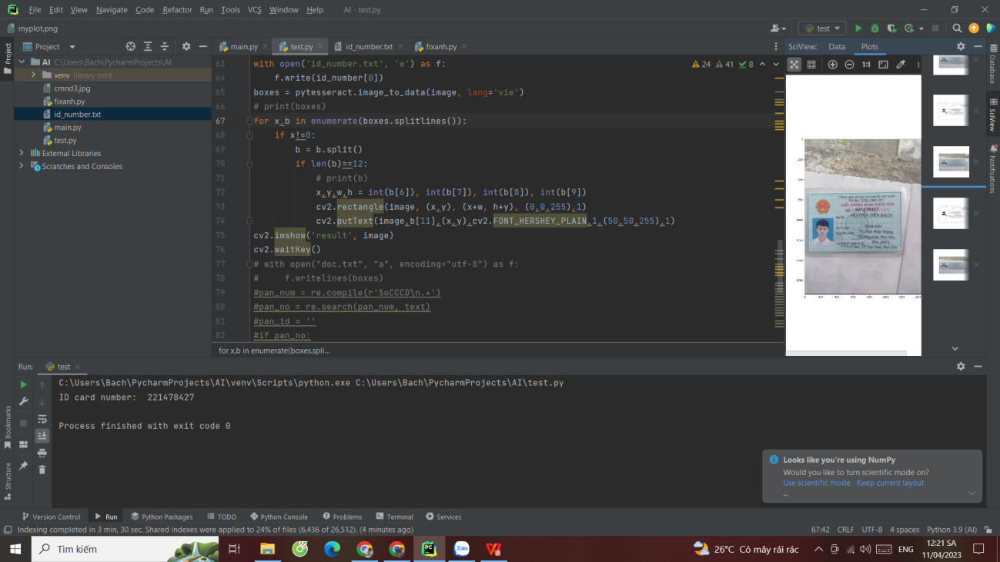 File Edit View Navigate Code Refactor Run Tools VCS Window Help AI - test.py
myplot.png
test
Project
main.py test.py id_number.txt fixanh.py
SciView: Data Plots
AI C:\Users\Bach\PycharmProjects\AI
venv library root
cmnd3.jpg
fixanh.py
id_number.txt
main.py
test.py
External Libraries
Scratches and Consoles
24 41 8
1:1
63 with open('id_number.txt', 'w') as f:
64 f.write(id_number[0])
65 boxes = pytesseract.image_to_data(image, lang='vie')
66 # print(boxes)
67 for x,b in enumerate(boxes.splitlines()):
68 if x!=0:
69 b = b.split()
70 if len(b)==12:
71 # print(b)
72 x,y,w,h = int(b[6]), int(b[7]), int(b[8]), int(b[9])
73 cv2.rectangle(image, (x,y), (x+w, h+y), (0,0,255),1)
74 cv2.putText(image,b[11],(x,y),cv2.FONT_HERSHEY_PLAIN,1,(50,50,255),1)
75 cv2.imshow('result', image)
76 cv2.waitKey()
77 # with open("doc.txt", "a", encoding="utf-8") as f:
78 # f.writelines(boxes)
79 #pan_num = re.compile(r'SoCCCD\n.+')
80 #pan_no = re.search(pan_num, text)
81 #pan_id = ''
82 #if pan_no:
for x,b in enumerate(boxes.spli...
GIẤY CHỨNG MINH NHÂN DÂN
221478427
NGUYỄN TIẾN BÁCH
Project
Bookmarks
Structure
Database
SciView
Notifications
Run: test
C:\Users\Bach\PycharmProjects\AI\venv\Scripts\python.exe C:\Users\Bach\PycharmProjects\AI\test.py
ID card number: 221478427
Process finished with exit code 0
Looks like you're using NumPy
Would you like to turn scientific mode on?
Use scientific mode Keep current layout
...
Version Control Run Python Packages TODO Python Console Problems Terminal Services
Indexing completed in 3 min, 30 sec. Shared indexes were applied to 24% of files (6,436 of 26,512). (4 minutes ago)
67:42 CRLF UTF-8 4 spaces Python 3.9 (AI)
Tìm kiếm
Zalo
26°C Có mây rải rác
ENG
12:21 SA
11/04/2023